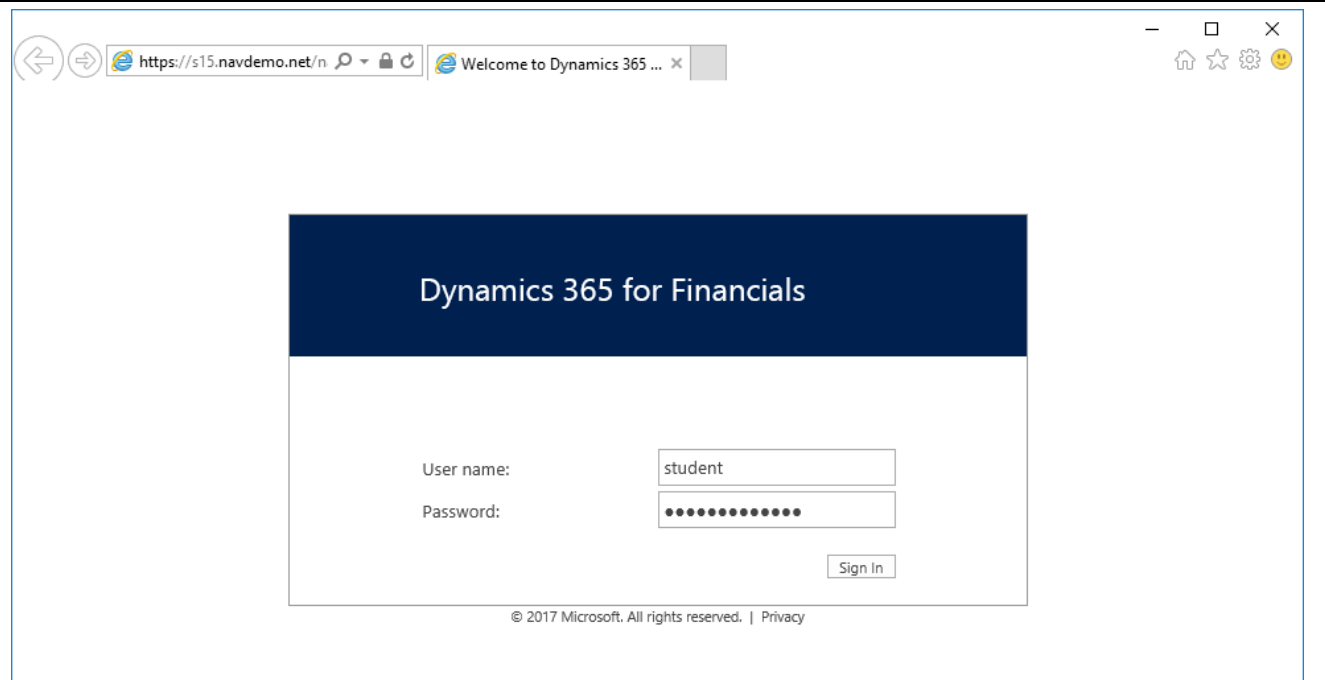 https://s15.navdemo.net/n
Welcome to Dynamics 365 ...
Dynamics 365 for Financials
User name: student
Password: •••••••••••••
Sign In
© 2017 Microsoft. All rights reserved. | Privacy